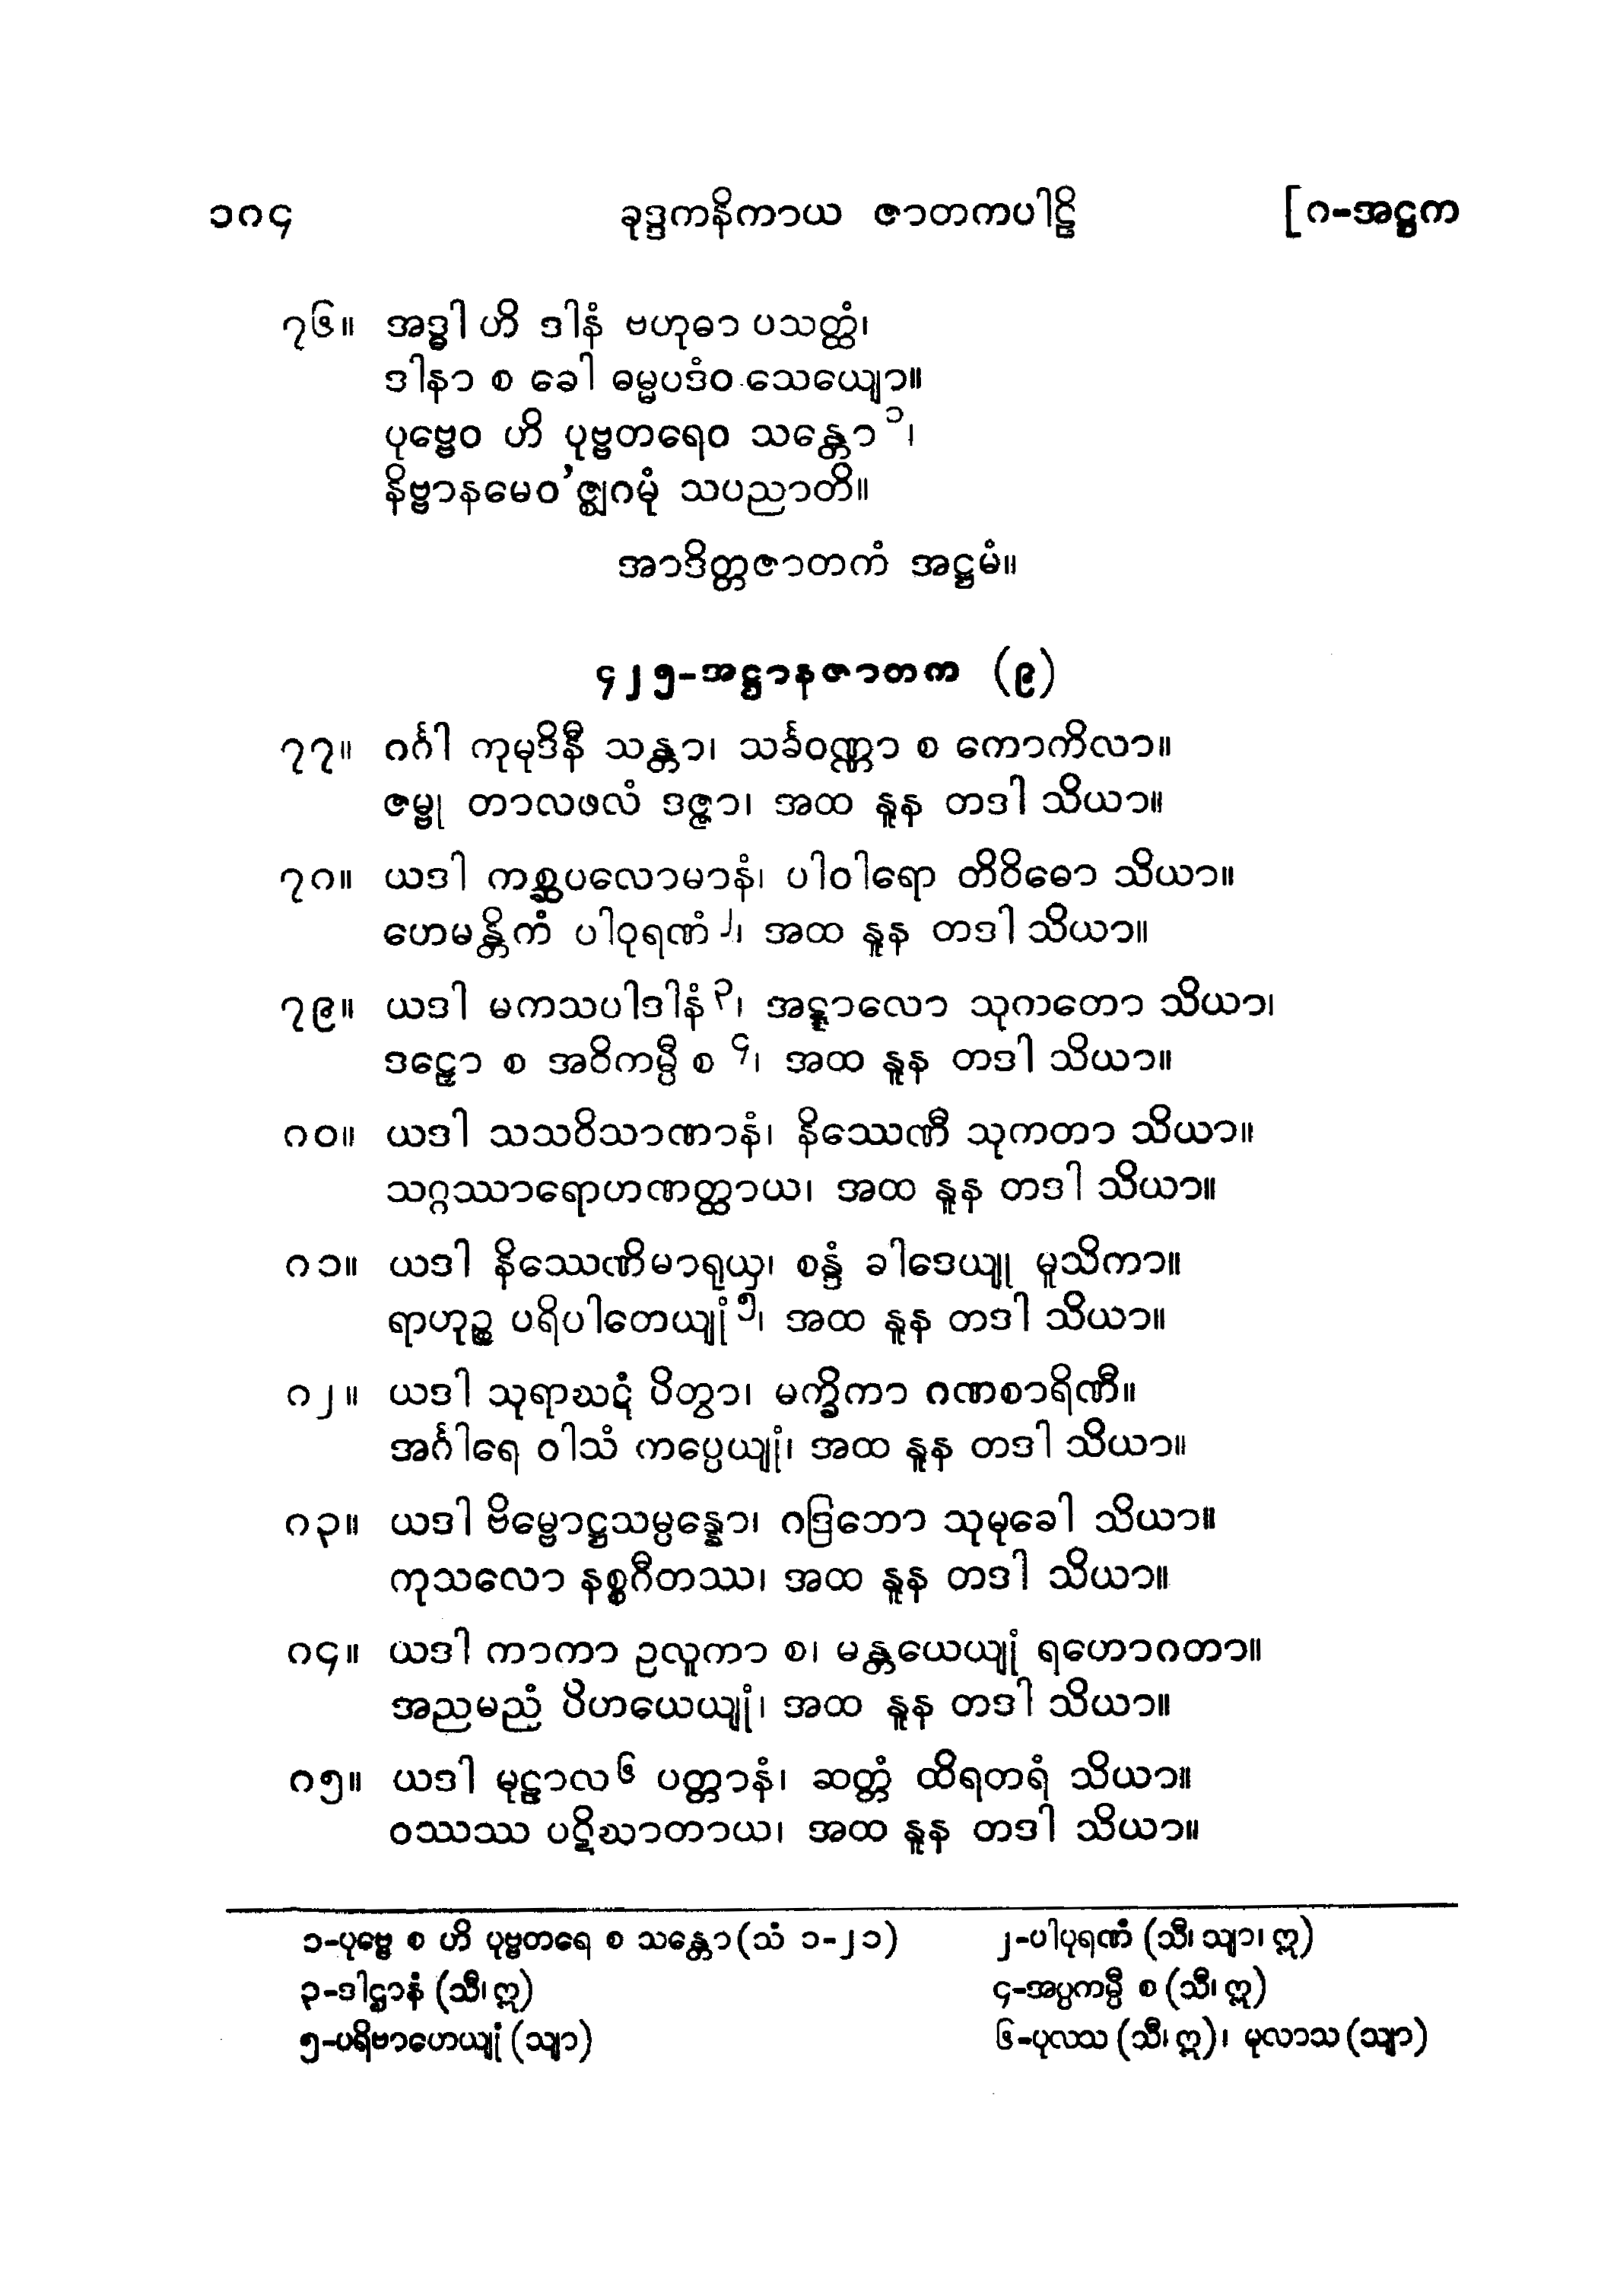 ၁၈၄ ခုဒ္ဒကနိကာယ ဇာတကပါဠိ [၈-အဋ္ဌက
၇၆။ အဒ္ဓါ ဟိ ဒါနံ ဗဟုဓာ ပသတ္ထံ၊
ဒါနာ စ ခေါ ဓမ္မပဒံဝ သေယျော။
ပုဗ္ဗေဝ ဟိ ပုဗ္ဗတရေဝ သန္တော ၁၊
နိဗ္ဗာနမေဝ’ဇ္ဈဂမုံ သပညာတိ။
အာဒိတ္တဇာတကံ အဋ္ဌမံ။
၄၂၅-အဋ္ဌာနဇာတက (၉)
၇၇။ ဂင်္ဂါ ကုမုဒိနီ သန္တာ၊ သင်္ခဝဏ္ဏာ စ ကောကိလာ။
ဇမ္ဗု တာလဖလံ ဒဇ္ဇာ၊ အထ နူန တဒါ သိယာ။
၇၈။ ယဒါ ကစ္ဆပလောမာနံ၊ ပါဝါရော တိဝိဓော သိယာ။
ဟေမန္တိကံ ပါဝုရဏံ ၂၊ အထ နူန တဒါ သိယာ။
၇၉။ ယဒါ မကသပါဒါနံ ၃၊ အဋ္ဋာလော သုကတော သိယာ၊
ဒဠှော စ အဝိကမ္ပီ စ ၄၊ အထ နူန တဒါ သိယာ။
၈၀။ ယဒါ သသဝိသာဏာနံ၊ နိဿေဏီ သုကတာ သိယာ။
သဂ္ဂဿာရောဟဏတ္ထာယ၊ အထ နူန တဒါ သိယာ။
၈၁။ ယဒါ နိဿေဏိမာရုယှ၊ စန္ဒံ ခါဒေယျု မူသိကာ။
ရာဟုဉ္စ ပရိပါတေယျုံ ၅၊ အထ နူန တဒါ သိယာ။
၈၂။ ယဒါ သုရာဃဋံ ပိတွာ၊ မက္ခိကာ ဂဏစာရိဏီ။
အင်္ဂါရေ ဝါသံ ကပ္ပေယျုံ၊ အထ နူန တဒါ သိယာ။
၈၃။ ယဒါ ဗိမ္ဗောဋ္ဌသမ္ပန္နော၊ ဂဒြဘော သုမုခေါ သိယာ။
ကုသလော နစ္စဂီတဿ၊ အထ နူန တဒါ သိယာ။
၈၄။ ယဒါ ကာကာ ဥလူကာ စ၊ မန္တယေယျုံ ရဟောဂတာ။
အညမညံ ပိဟယေယျုံ၊ အထ နူန တဒါ သိယာ။
၈၅။ ယဒါ မုဠာလ ၆ ပတ္တာနံ၊ ဆတ္တံ ထိရတရံ သိယာ။
ဝဿဿ ပဋိဃာတာယ၊ အထ နူန တဒါ သိယာ။
၁-ပုဗ္ဗေ စ ဟိ ပုဗ္ဗတရေ စ သန္တော (သံ ၁-၂၁) ၂-ပါပုရဏံ (သီ၊ သျာ၊ ဣ)
၃-ဒါဌာနံ (သီ၊ ဣ) ၄-အပ္ပကမ္ပီ စ (သီ၊ ဣ)
၅-ပရိဗာဟေယျုံ (သျာ) ၆-ပုလသ (သီ၊ ဣ)၊ မုလာသ (သျာ)